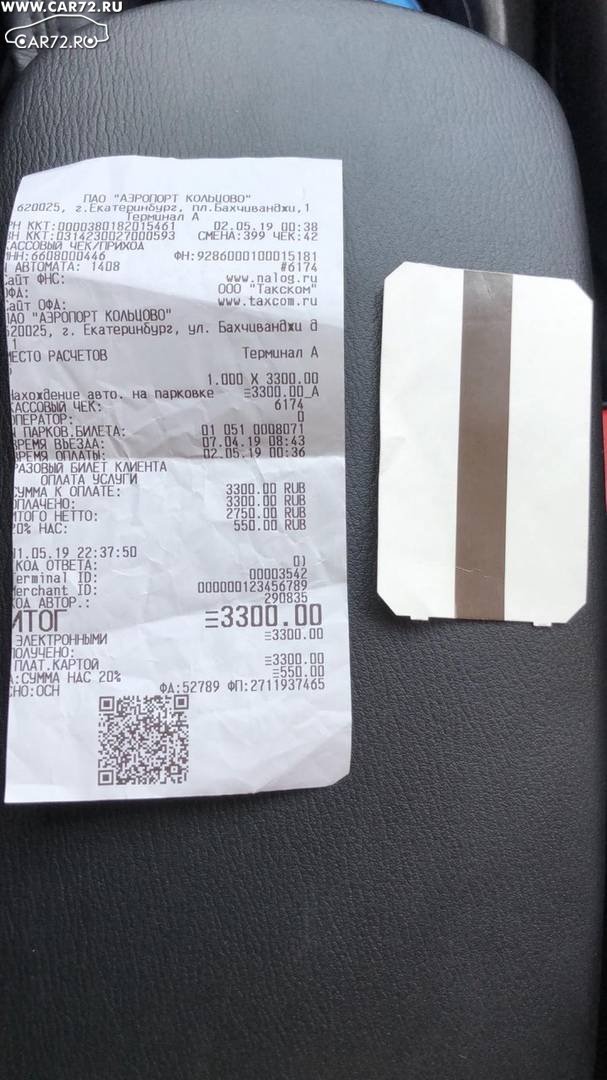 WWW.CAR72.RU
CAR72.RU
ПАО "АЭРОПОРТ КОЛЬЦОВО"
620025, г.Екатеринбург, пл.Бахчиванджи,1
Терминал А
РН ККТ:0000380182015461 02.05.19 00:38
ЗН ККТ:0314230027000593 СМЕНА:399 ЧЕК:42
КАССОВЫЙ ЧЕК/ПРИХОД
ИНН:6608000446 ФН:9286000100015181
АВТОМАТА: 1408 #6174
Сайт ФНС: www.nalog.ru
ОФД: ООО "Такском"
Сайт ОФД: www.taxcom.ru
ПАО "АЭРОПОРТ КОЛЬЦОВО"
620025, г. Екатеринбург, ул. Бахчиванджи д
1
МЕСТО РАСЧЕТОВ Терминал А
1.000 X 3300.00
Нахождение авто. на парковке ≡3300.00_А
КАССОВЫЙ ЧЕК: 6174
ОПЕРАТОР: 0
ПАРКОВ.БИЛЕТА: 01 051 0008071
ВРЕМЯ ВЪЕЗДА: 07.04.19 08:43
ВРЕМЯ ОПЛАТЫ: 02.05.19 00:36
РАЗОВЫЙ БИЛЕТ КЛИЕНТА
ОПЛАТА УСЛУГИ
СУММА К ОПЛАТЕ: 3300.00 RUB
ОПЛАЧЕНО: 3300.00 RUB
ИТОГО НЕТТО: 2750.00 RUB
20% НДС: 550.00 RUB
01.05.19 22:37:50
КОД ОТВЕТА: 0)
Terminal ID: 00003542
Merchant ID: 000000123456789
КОД АВТОР.: 290835
ИТОГ ≡3300.00
ЭЛЕКТРОННЫМИ ≡3300.00
ПОЛУЧЕНО:
ПЛАТ.КАРТОЙ ≡3300.00
А:СУММА НДС 20% ≡550.00
СНО:ОСН ФД:52789 ФП:2711937465